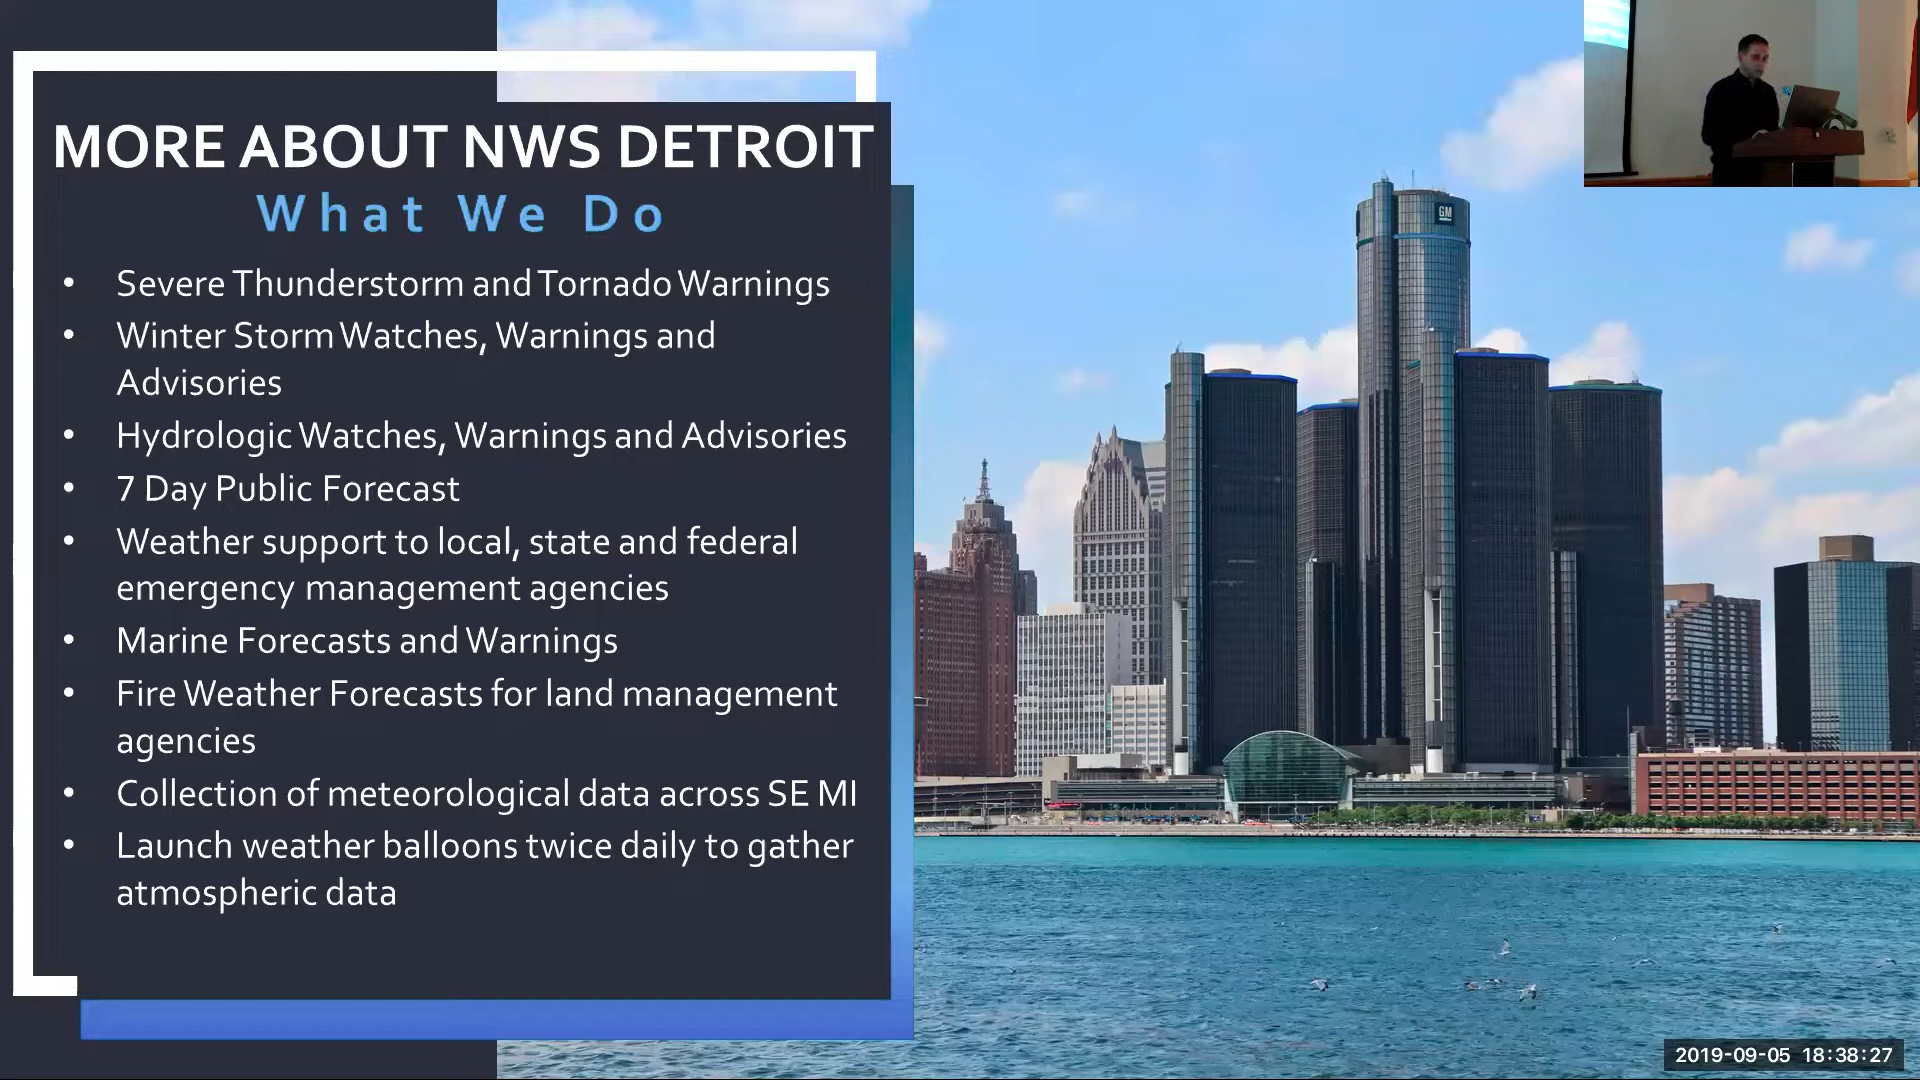 MORE ABOUT NWS DETROIT
What We Do
• Severe Thunderstorm and Tornado Warnings
• Winter Storm Watches, Warnings and
Advisories
• Hydrologic Watches, Warnings and Advisories
• 7 Day Public Forecast
• Weather support to local, state and federal
emergency management agencies
• Marine Forecasts and Warnings
• Fire Weather Forecasts for land management
agencies
• Collection of meteorological data across SE MI
• Launch weather balloons twice daily to gather
atmospheric data
GM
2019-09-05 18:38:27